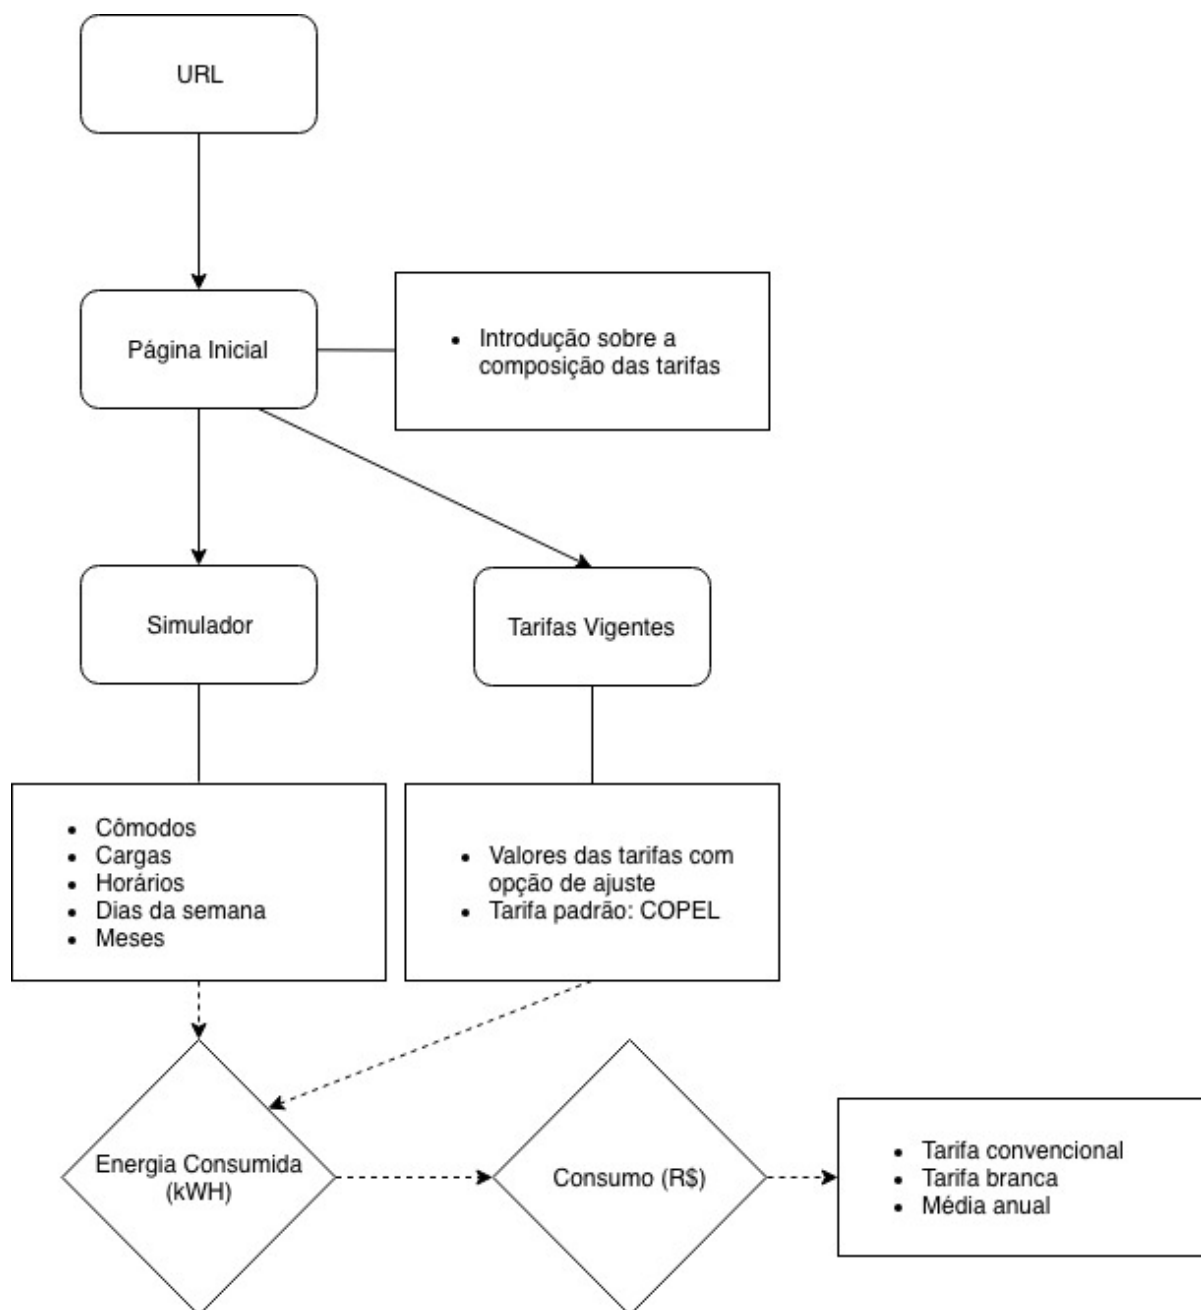 URL
Página Inicial
• Introdução sobre a
composição das tarifas
Simulador
Tarifas Vigentes
• Cômodos
• Cargas
• Horários
• Dias da semana
• Meses
• Valores das tarifas com
opção de ajuste
• Tarifa padrão: COPEL
Energia Consumida
(kWH)
Consumo (R$)
• Tarifa convencional
• Tarifa branca
• Média anual